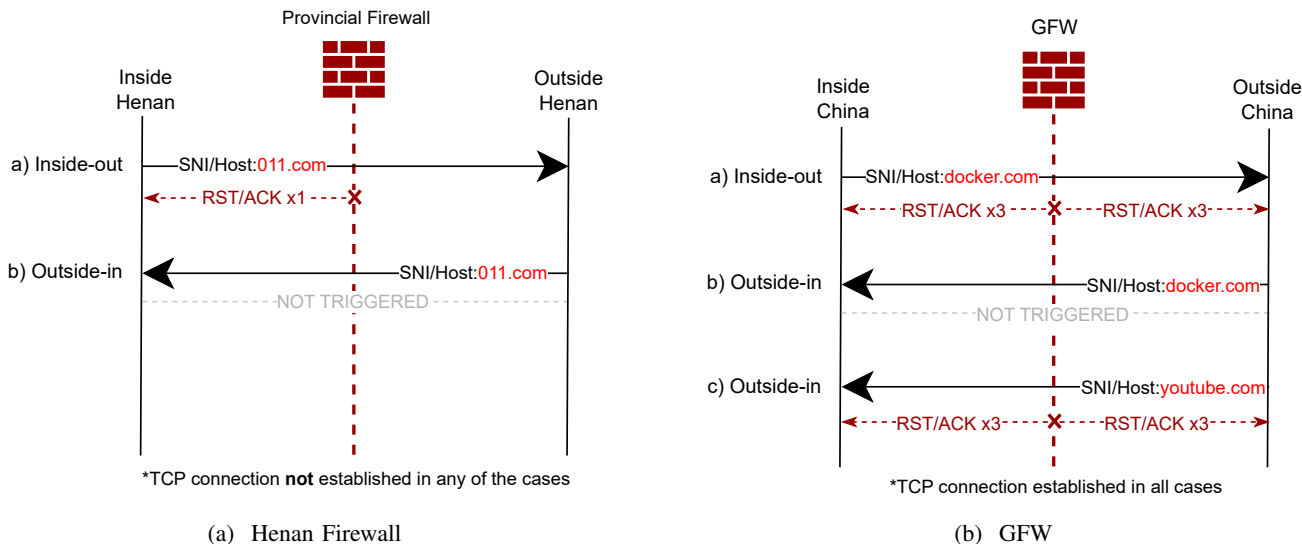 Provincial Firewall
Inside
Henan
Outside
Henan
a) Inside-out
SNI/Host:011.com
RST/ACK x1
b) Outside-in
SNI/Host:011.com
NOT TRIGGERED
*TCP connection not established in any of the cases
(a) Henan Firewall
GFW
Inside
China
Outside
China
a) Inside-out
SNI/Host:docker.com
RST/ACK x3
RST/ACK x3
b) Outside-in
SNI/Host:docker.com
NOT TRIGGERED
c) Outside-in
SNI/Host:youtube.com
RST/ACK x3
RST/ACK x3
*TCP connection established in all cases
(b) GFW